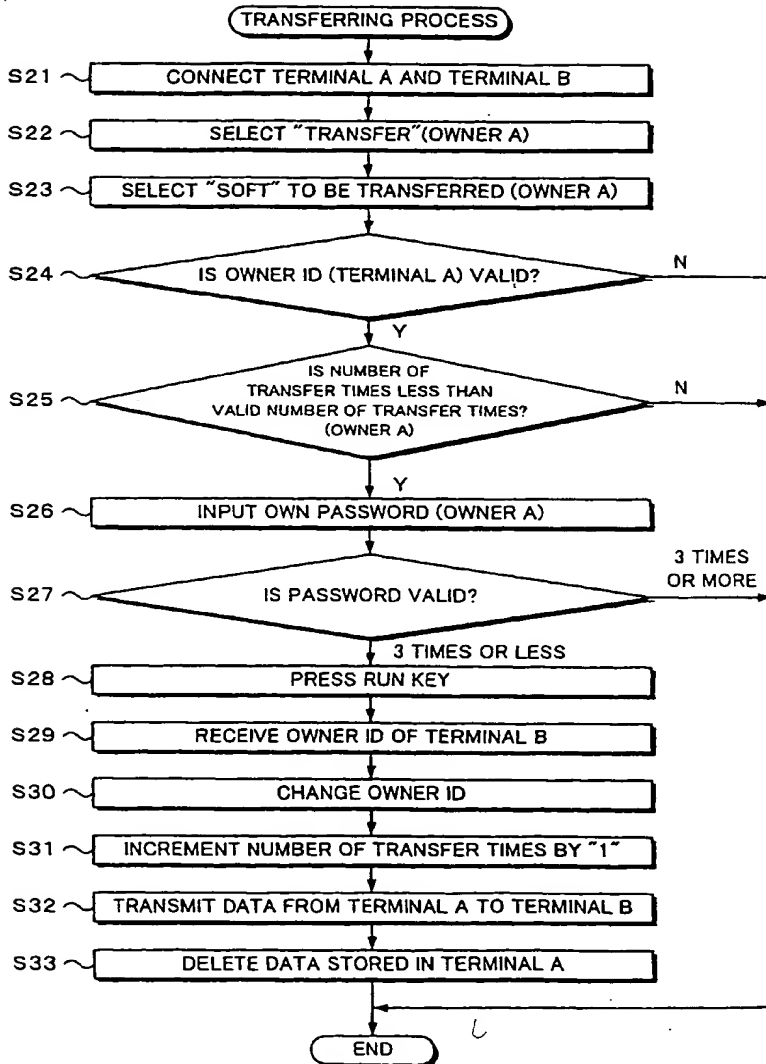 TRANSFERRING PROCESS
S21 CONNECT TERMINAL A AND TERMINAL B
S22 SELECT "TRANSFER"(OWNER A)
S23 SELECT "SOFT" TO BE TRANSFERRED (OWNER A)
S24 IS OWNER ID (TERMINAL A) VALID? N
Y
IS NUMBER OF
TRANSFER TIMES LESS THAN
S25 VALID NUMBER OF TRANSFER TIMES? N
(OWNER A)
Y
S26 INPUT OWN PASSWORD (OWNER A)
3 TIMES
OR MORE
S27 IS PASSWORD VALID?
3 TIMES OR LESS
S28 PRESS RUN KEY
S29 RECEIVE OWNER ID OF TERMINAL B
S30 CHANGE OWNER ID
S31 INCREMENT NUMBER OF TRANSFER TIMES BY "1"
S32 TRANSMIT DATA FROM TERMINAL A TO TERMINAL B
S33 DELETE DATA STORED IN TERMINAL A
END